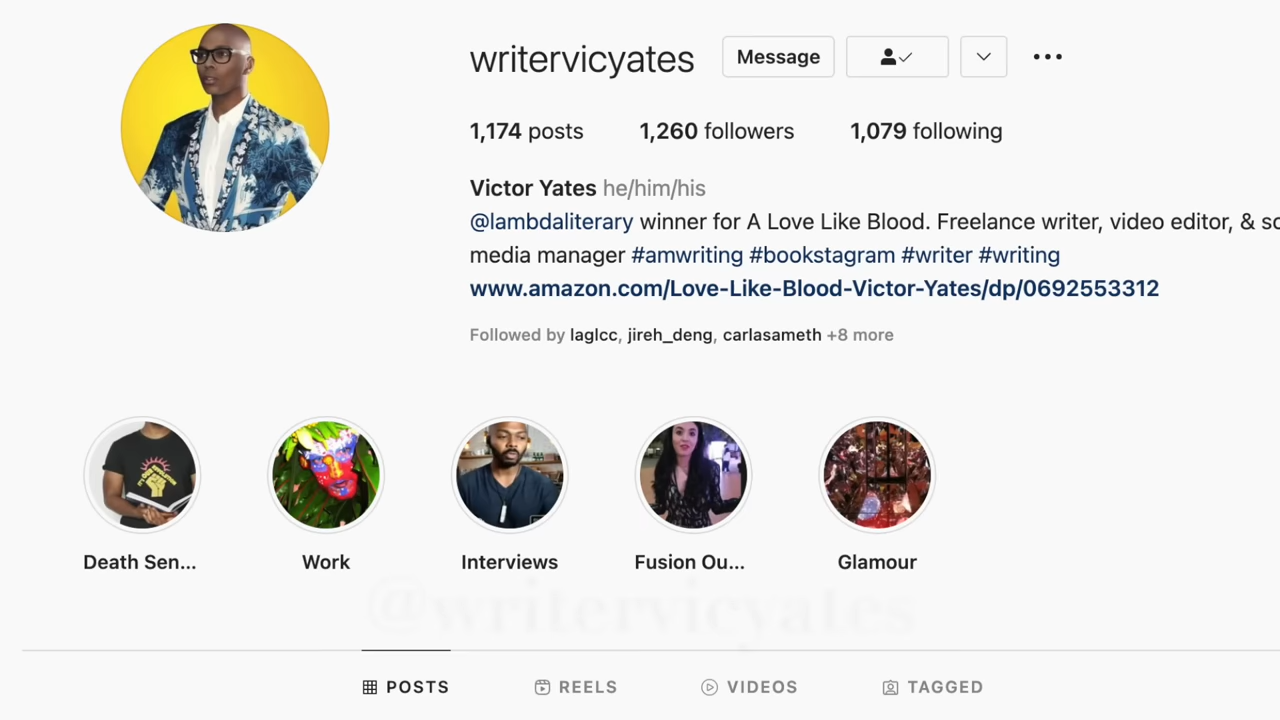 writervicyates Message
1,174 posts 1,260 followers 1,079 following
Victor Yates he/him/his
@lambdaliterary winner for A Love Like Blood. Freelance writer, video editor, & so
media manager #amwriting #bookstagram #writer #writing
www.amazon.com/Love-Like-Blood-Victor-Yates/dp/0692553312
Followed by laglcc, jireh_deng, carlasameth +8 more
Death Sen... Work Interviews Fusion Ou... Glamour
@writervicyates
POSTS REELS VIDEOS TAGGED